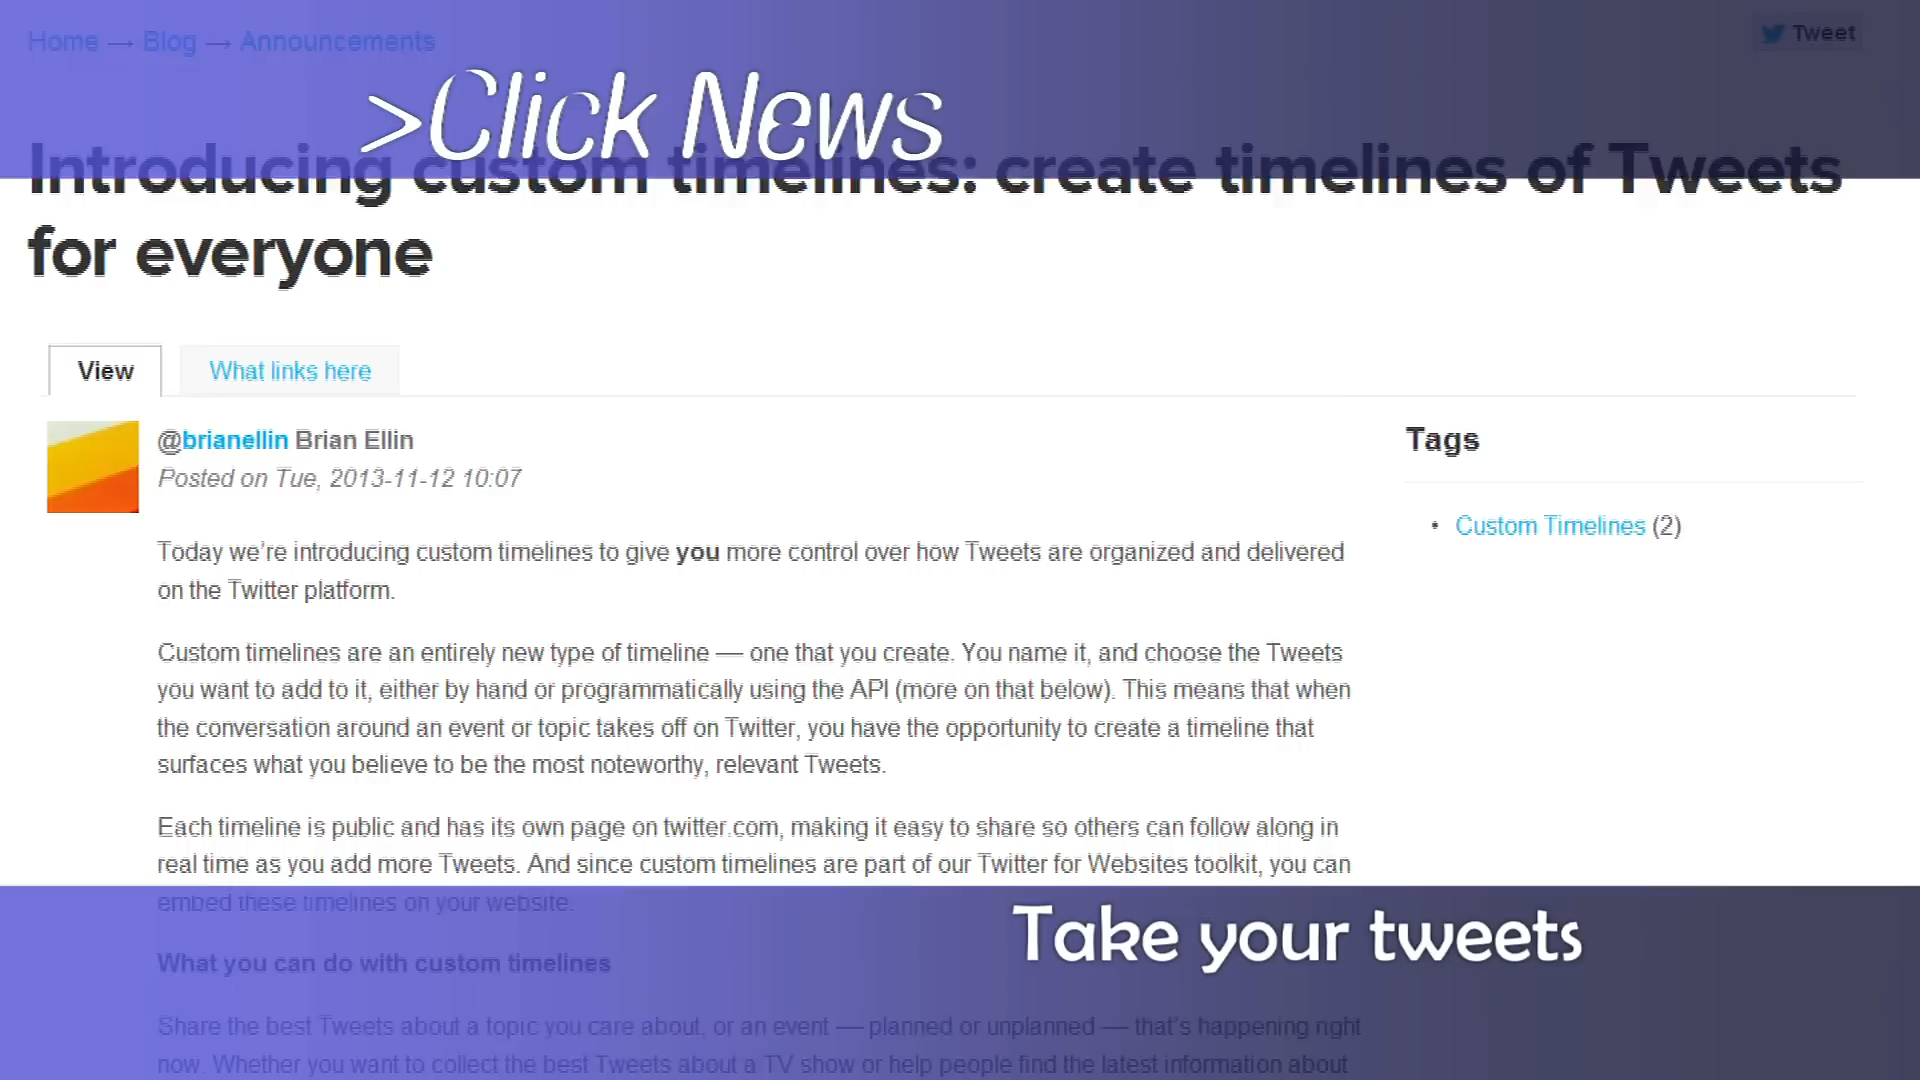 Home → Blog → Announcements
Tweet
>Click News
Introducing custom timelines: create timelines of Tweets
for everyone
View
What links here
@brianellin Brian Ellin
Posted on Tue, 2013-11-12 10:07
Tags
• Custom Timelines (2)
Today we're introducing custom timelines to give you more control over how Tweets are organized and delivered
on the Twitter platform.
Custom timelines are an entirely new type of timeline — one that you create. You name it, and choose the Tweets
you want to add to it, either by hand or programmatically using the API (more on that below). This means that when
the conversation around an event or topic takes off on Twitter, you have the opportunity to create a timeline that
surfaces what you believe to be the most noteworthy, relevant Tweets.
Each timeline is public and has its own page on twitter.com, making it easy to share so others can follow along in
real time as you add more Tweets. And since custom timelines are part of our Twitter for Websites toolkit, you can
embed these timelines on your website.
Take your tweets
What you can do with custom timelines
Share the best Tweets about a topic you care about, or an event — planned or unplanned — that's happening right
now. Whether you want to collect the best Tweets about a TV show or help people find the latest information about